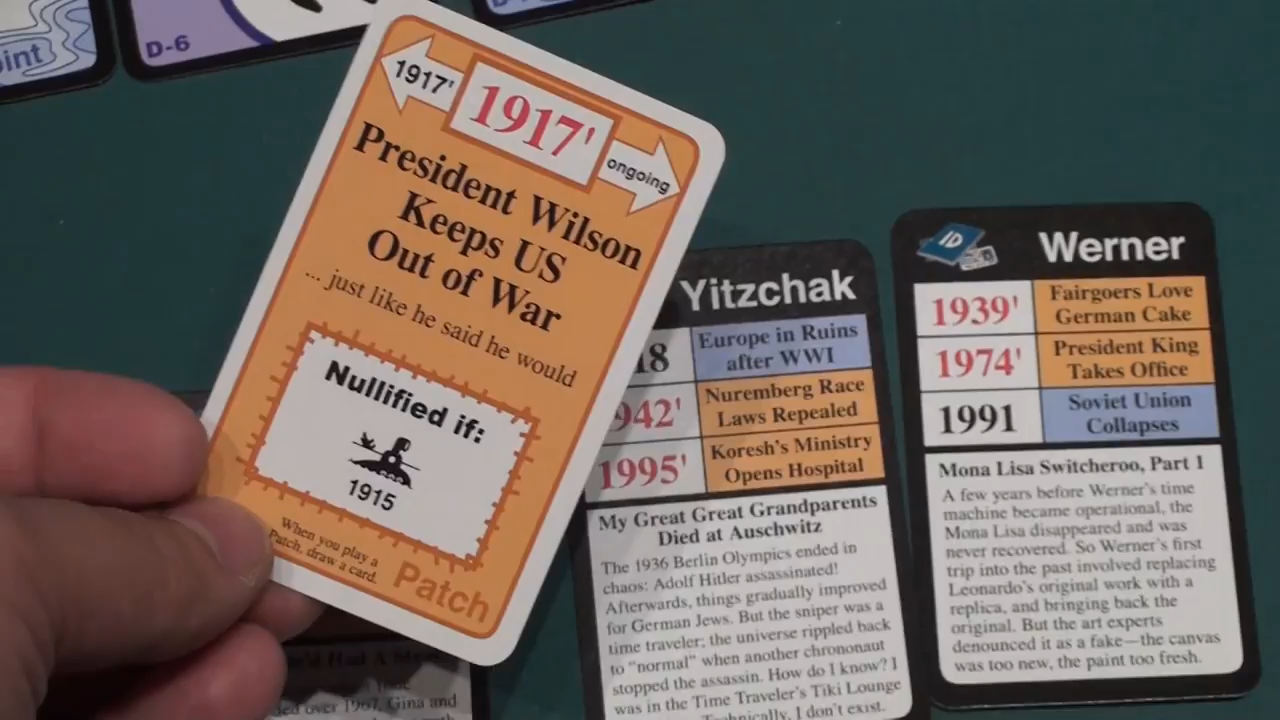 D-6
1917'
1917'
ongoing
President Wilson
Keeps US
Out of War
... just like he said he would
Nullified if:
1915
When you play a
Patch, draw a card.
Patch
Yitzchak
Europe in Ruins
after WWI
942'
Nuremberg Race
Laws Repealed
1995'
Koresh's Ministry
Opens Hospital
My Great Great Grandparents
Died at Auschwitz
The 1936 Berlin Olympics ended in
chaos: Adolf Hitler assassinated!
Afterwards, things gradually improved
for German Jews. But the sniper was a
time traveler; the universe rippled back
to "normal" when another chrononaut
stopped the assassin. How do I know? I
was in the Time Traveler's Tiki Lounge
Technically, I don't exist.
ID
Werner
1939'
Fairgoers Love
German Cake
1974'
President King
Takes Office
1991
Soviet Union
Collapses
Mona Lisa Switcheroo, Part 1
A few years before Werner's time
machine became operational, the
Mona Lisa disappeared and was
never recovered. So Werner's first
trip into the past involved replacing
Leonardo's original work with a
replica, and bringing back the
original. But the art experts
denounced it as a fake—the canvas
was too new, the paint too fresh.
over 1967, Gina and